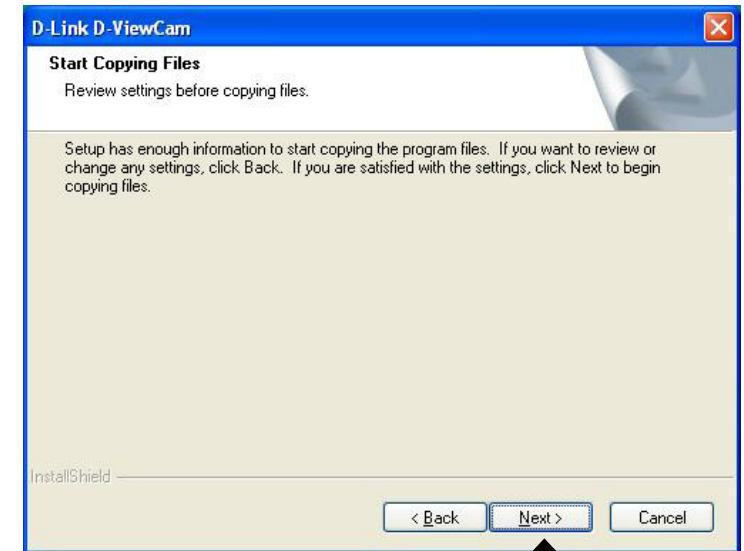 D-Link D-ViewCam
Start Copying Files
Review settings before copying files.
Setup has enough information to start copying the program files. If you want to review or
change any settings, click Back. If you are satisfied with the settings, click Next to begin
copying files.
InstallShield
< Back Next > Cancel